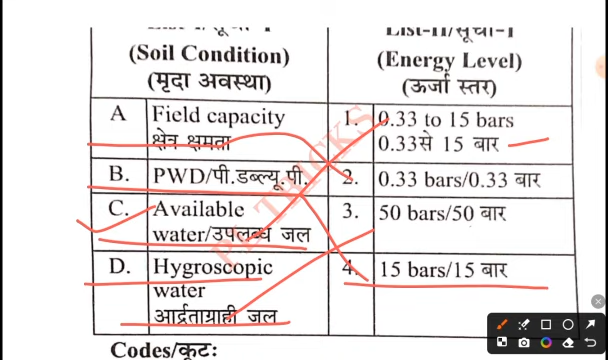 (Soil Condition)
(मृदा अवस्था)
List-II/सूची-I
(Energy Level)
(ऊर्जा स्तर)
A Field capacity
क्षेत्र क्षमता
1. 0.33 to 15 bars
0.33से 15 बार
B. PWD/पी.डब्ल्यू.पी.
2. 0.33 bars/0.33 बार
C. Available
water/उपलब्ध जल
3. 50 bars/50 बार
D. Hygroscopic
water
आर्द्रताग्राही जल
4. 15 bars/15 बार
Codes/कूटः